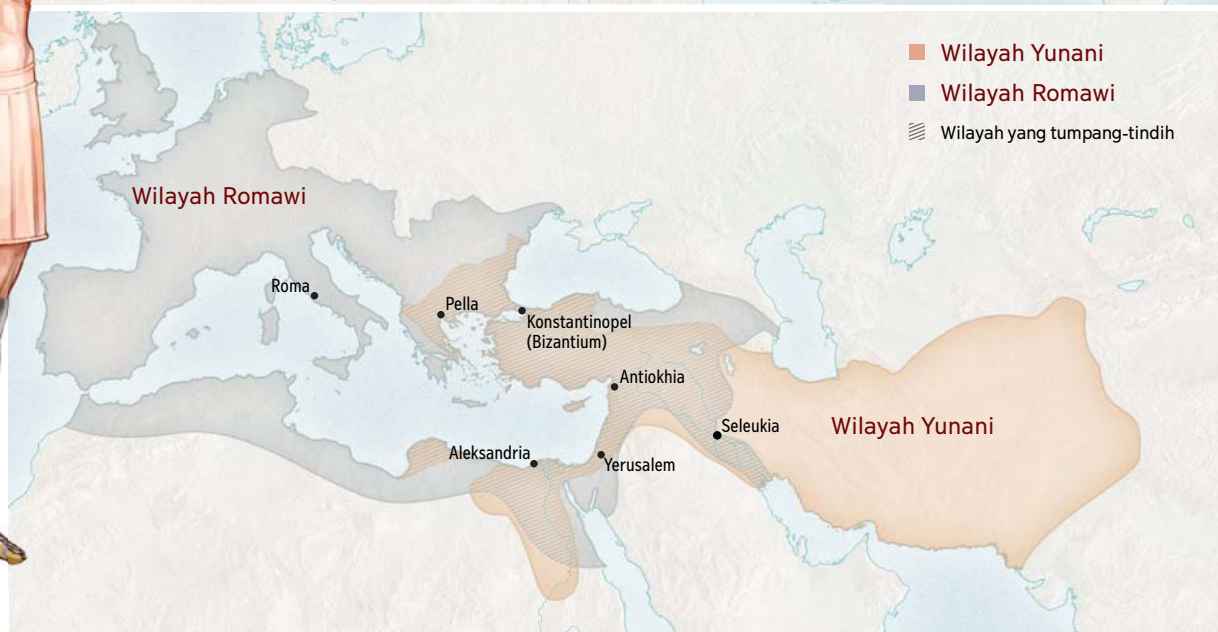 Wilayah Yunani
Wilayah Romawi
Wilayah yang tumpang-tindih
Wilayah Romawi
Roma
Pella
Konstantinopel
(Bizantium)
Antiokhia
Seleukia
Wilayah Yunani
Aleksandria
Yerusalem